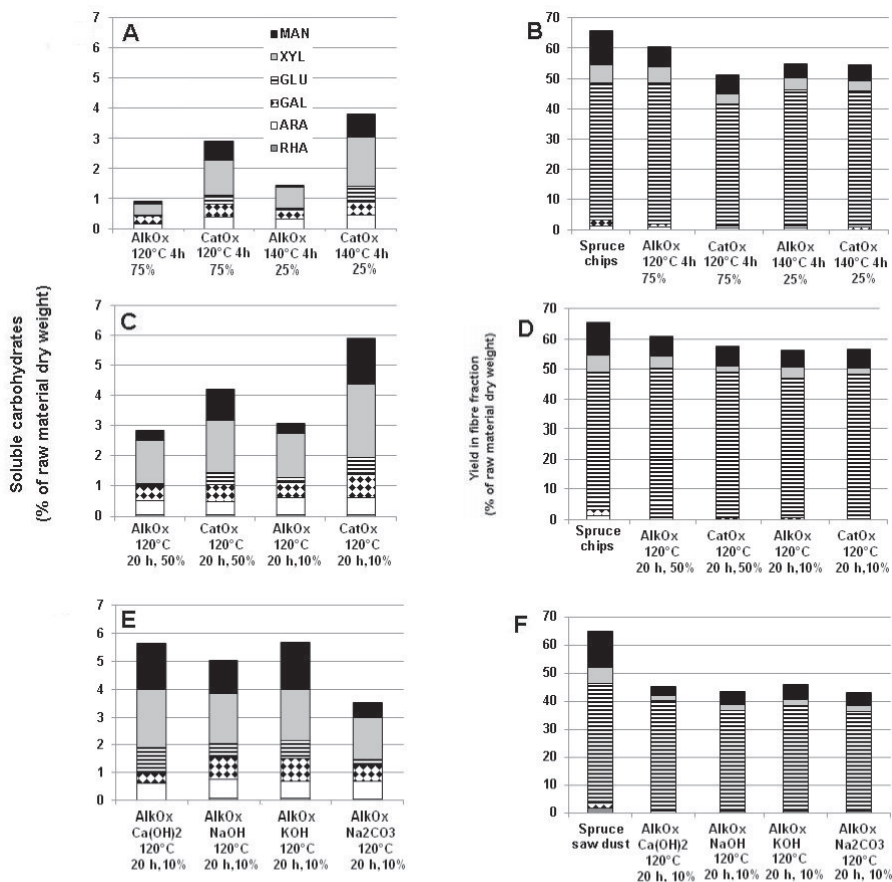 A
7
6
5
4
3
2
1
0
MAN
XYL
GLU
GAL
ARA
RHA
AlkOx CatOx AlkOx CatOx
120°C 4h 120°C 4h 140°C 4h 140°C 4h
75% 75% 25% 25%
B
70
60
50
40
30
20
10
0
Spruce AlkOx CatOx AlkOx CatOx
chips 120°C 4h 120°C 4h 140°C 4h 140°C 4h
75% 75% 25% 25%
Soluble carbohydrates
(% of raw material dry weight)
C
7
6
5
4
3
2
1
0
AlkOx CatOx AlkOx CatOx
120°C 120°C 120°C 120°C
20 h, 50% 20 h, 50% 20 h,10% 20 h,10%
Yield in fibre fraction
(% of raw material dry weight)
D
70
60
50
40
30
20
10
0
Spruce AlkOx CatOx AlkOx CatOx
chips 120°C 120°C 120°C 120°C
20 h, 50% 20 h, 50% 20 h, 10% 20 h, 10%
E
7
6
5
4
3
2
1
0
AlkOx AlkOx AlkOx AlkOx
Ca(OH)2 NaOH KOH Na2CO3
120°C 120°C 120°C 120°C
20 h, 10% 20 h, 10% 20 h, 10% 20 h, 10%
F
70
60
50
40
30
20
10
0
Spruce AlkOx AlkOx AlkOx AlkOx
saw dust Ca(OH)2 NaOH KOH Na2CO3
120°C 120°C 120°C 120°C
20 h, 10% 20 h, 10% 20 h, 10% 20 h, 10%